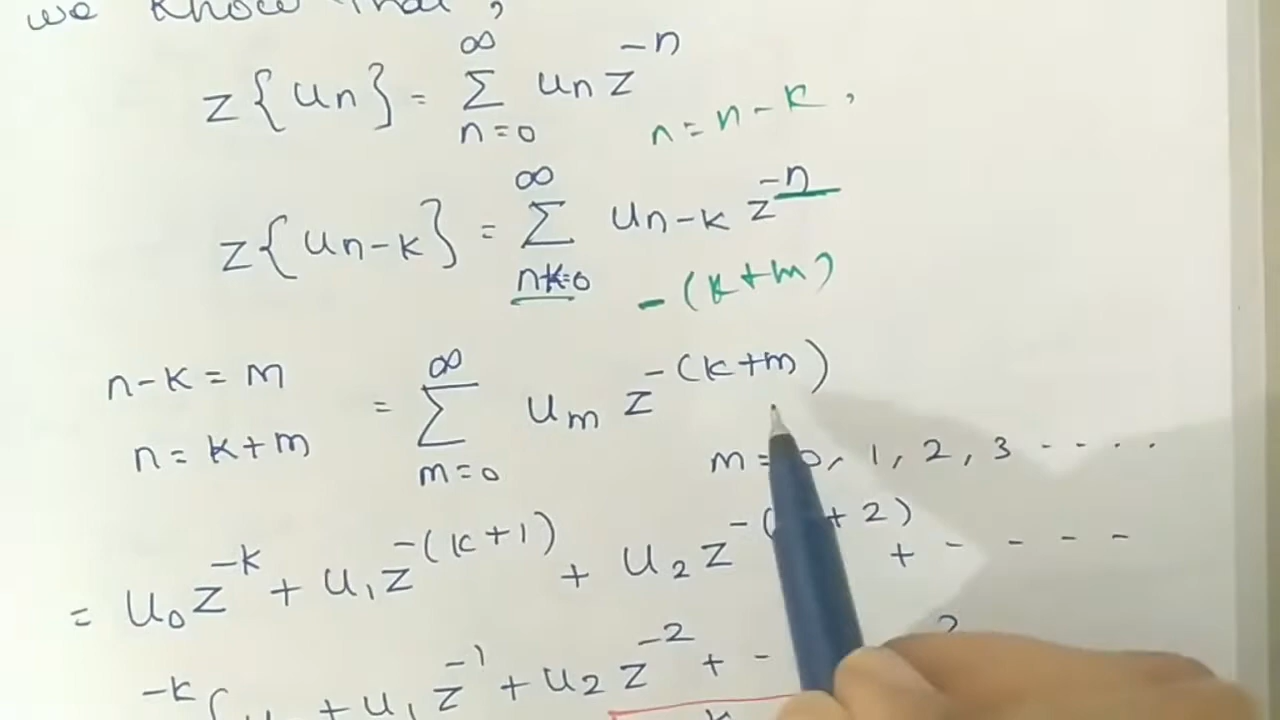 we know that,
z{un} = ∞ Σ n=0 un z^-n
n = n-k,
z{un-k} = ∞ Σ n-k=0 un-k z^-n
-(k+m)
n-k = m
n = k+m
= ∞ Σ m=0 um z^-(k+m)
m = 0, 1, 2, 3 - - - -
= u0 z^-k + u1 z^-(k+1) + u2 z^-( + 2) + - - - -
-k + u1 z^-1 + u2 z^-2 + -